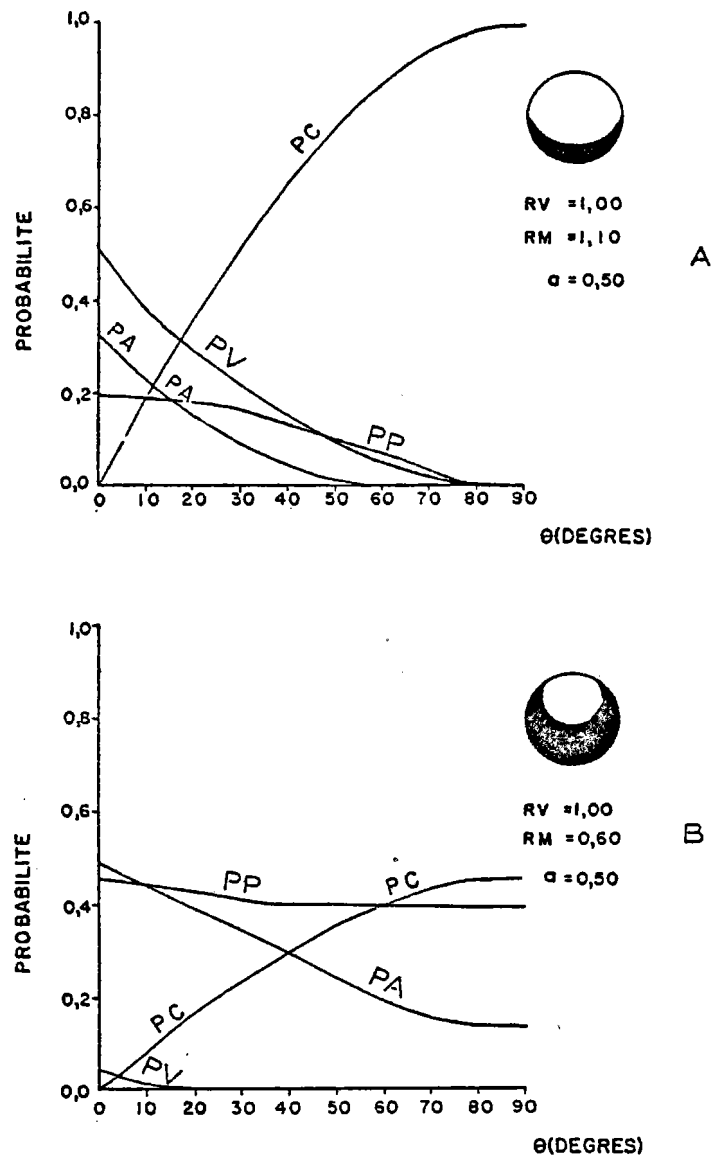 1,0
0,8
0,6
0,4
0,2
0,0
PROBABILITE
PC
PV
PA
PA
PP
0 10 20 30 40 50 60 70 80 90
θ(DEGRES)
RV =1,00
RM =1,10
a =0,50
A
1,0
0,8
0,6
0,4
0,2
0,0
PROBABILITE
PP
PC
PA
PC
PV
0 10 20 30 40 50 60 70 80 90
θ(DEGRES)
RV =1,00
RM =0,60
a =0,50
B